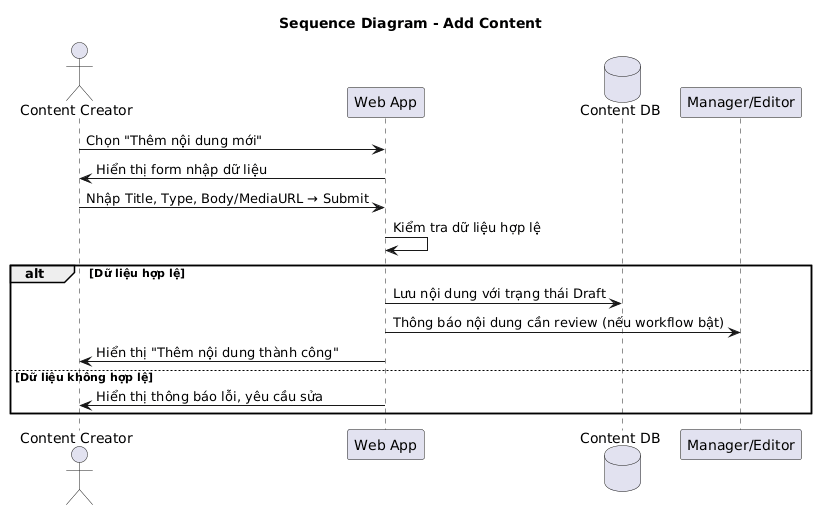 Sequence Diagram - Add Content
Content Creator
Web App
Content DB
Manager/Editor
Chọn "Thêm nội dung mới"
Hiển thị form nhập dữ liệu
Nhập Title, Type, Body/MediaURL → Submit
Kiểm tra dữ liệu hợp lệ
alt
[Dữ liệu hợp lệ]
Lưu nội dung với trạng thái Draft
Thông báo nội dung cần review (nếu workflow bật)
Hiển thị "Thêm nội dung thành công"
[Dữ liệu không hợp lệ]
Hiển thị thông báo lỗi, yêu cầu sửa
Content Creator
Web App
Content DB
Manager/Editor